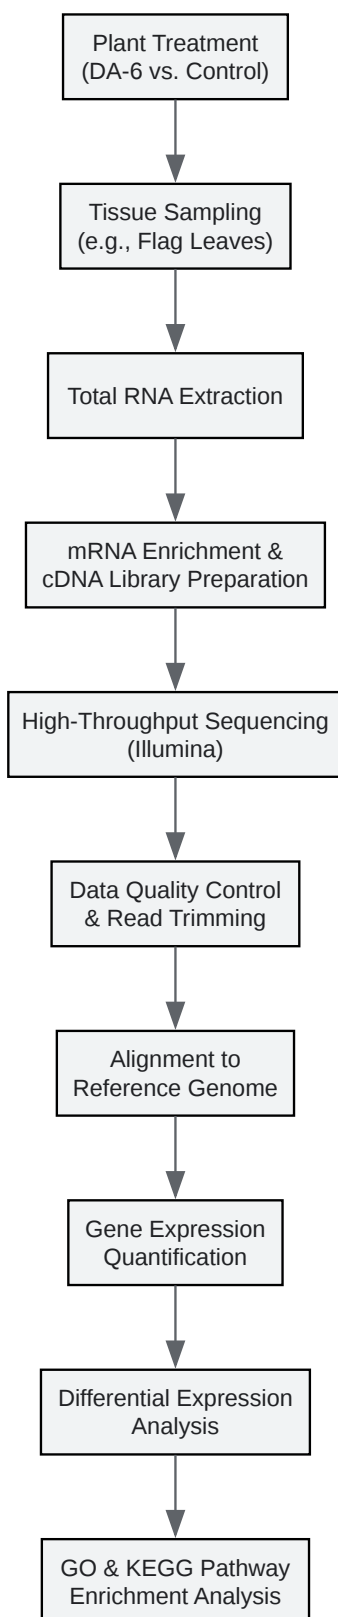 Plant Treatment
(DA-6 vs. Control)
Tissue Sampling
(e.g., Flag Leaves)
Total RNA Extraction
mRNA Enrichment &
cDNA Library Preparation
High-Throughput Sequencing
(Illumina)
Data Quality Control
& Read Trimming
Alignment to
Reference Genome
Gene Expression
Quantification
Differential Expression
Analysis
GO & KEGG Pathway
Enrichment Analysis